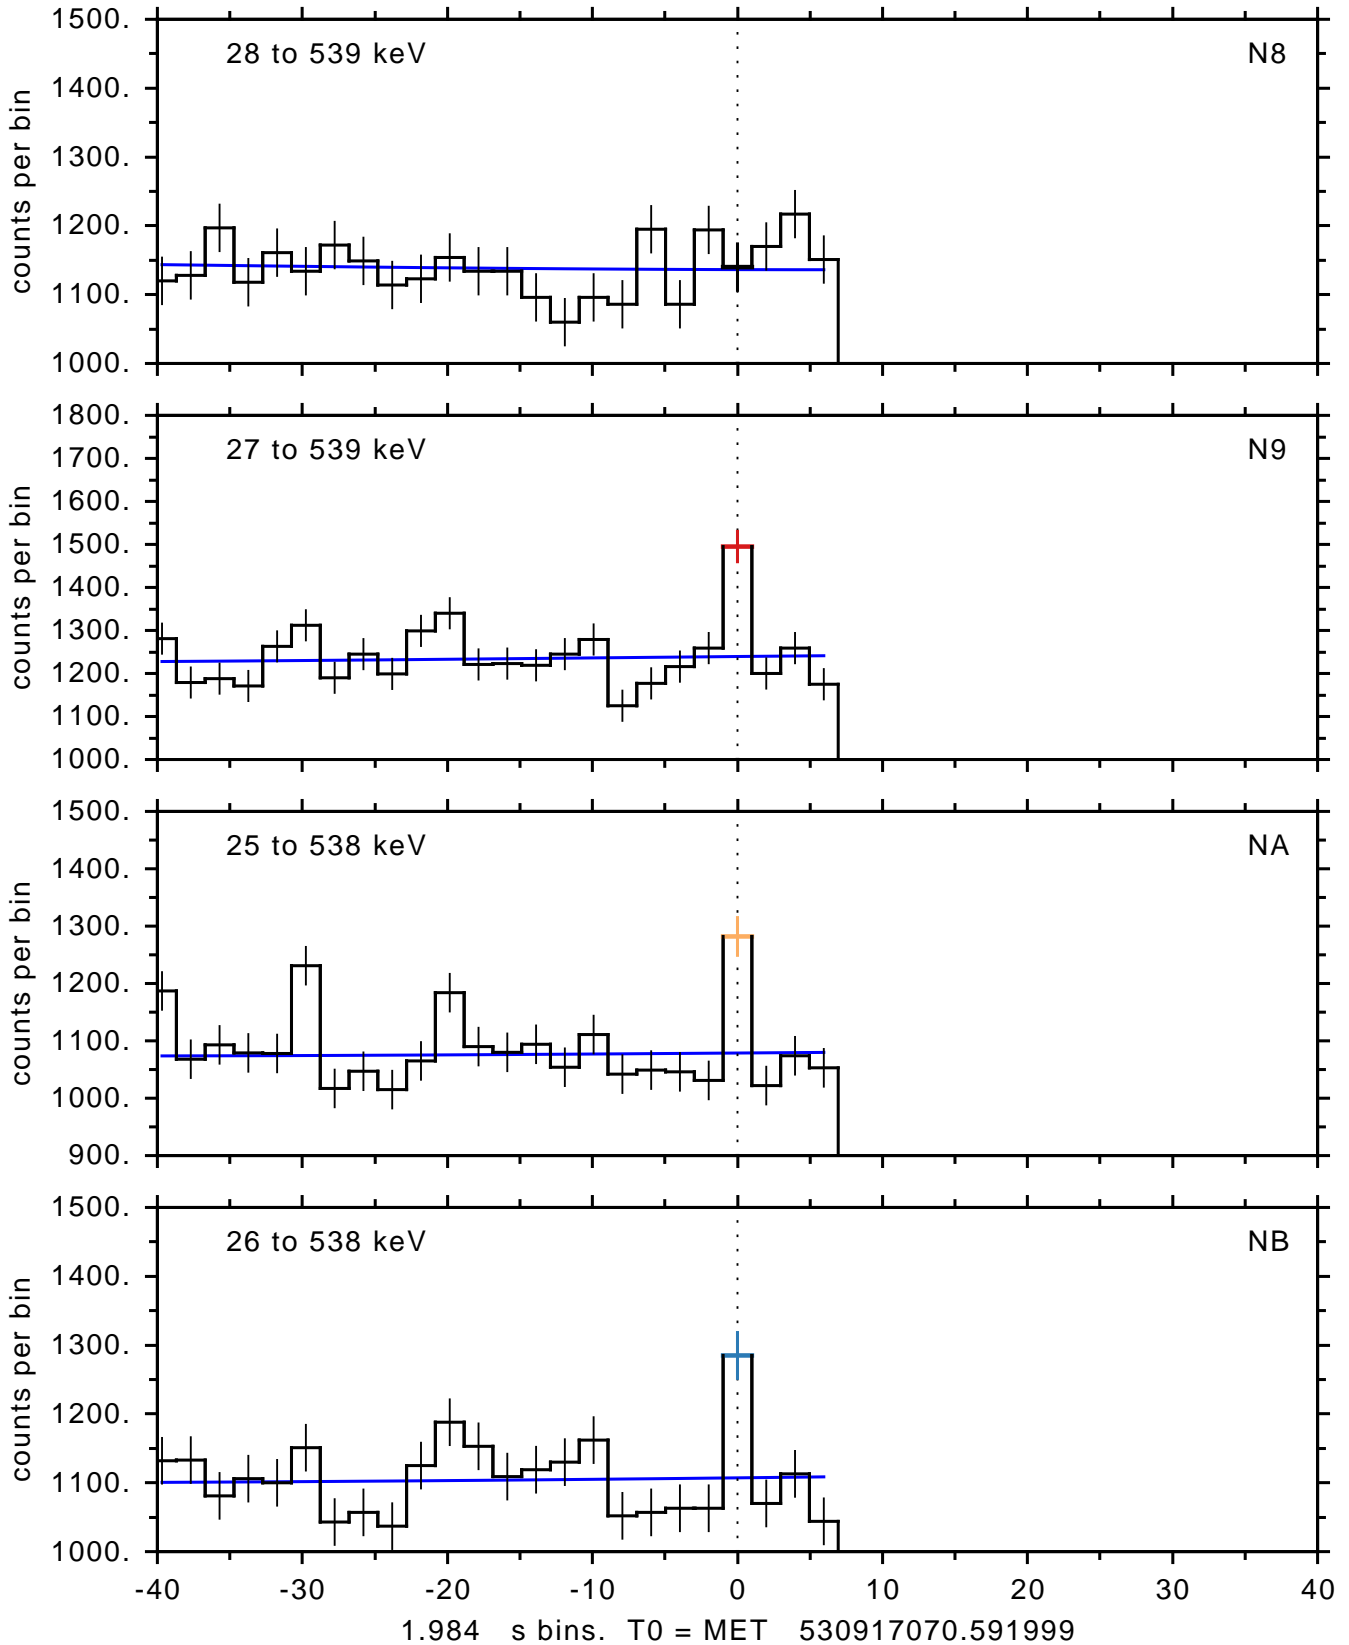 1500.
28 to 539 keV N8
1400.
1300.
1200.
1100.
1000.
counts per bin
1800.
27 to 539 keV N9
1700.
1600.
1500.
1400.
1300.
1200.
1100.
1000.
counts per bin
1500.
25 to 538 keV NA
1400.
1300.
1200.
1100.
1000.
900.
counts per bin
1500.
26 to 538 keV NB
1400.
1300.
1200.
1100.
1000.
counts per bin
-40 -30 -20 -10 0 10 20 30 40
1.984 s bins. T0 = MET 530917070.591999